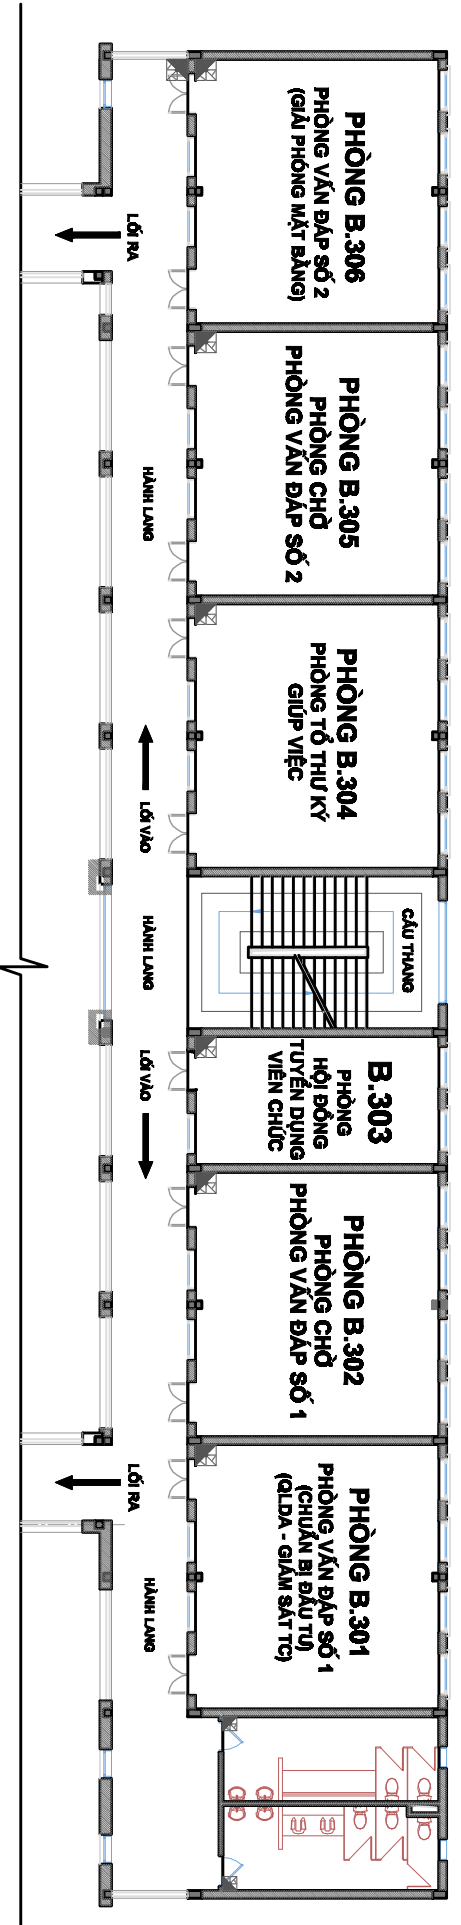 PHÒNG B.306
PHÒNG VẤN ĐÁP SỐ 2
(GIẢI PHÓNG MẶT BẰNG)
LỐI RA
PHÒNG B.305
PHÒNG CHỜ
PHÒNG VẤN ĐÁP SỐ 2
HÀNH LANG
PHÒNG B.304
PHÒNG TỔ THƯ KÝ
GIÚP VIỆC
LỐI VÀO
CẦU THANG
HÀNH LANG
B.303
PHÒNG
HỘI ĐỒNG
TUYỂN DỤNG
VIÊN CHỨC
LỐI VÀO
PHÒNG B.302
PHÒNG CHỜ
PHÒNG VẤN ĐÁP SỐ 1
PHÒNG B.301
PHÒNG VẤN ĐÁP SỐ 1
(CHUẨN BỊ ĐẦU TƯ)
(QLDA - GIÁM SÁT TC)
LỐI RA
HÀNH LANG